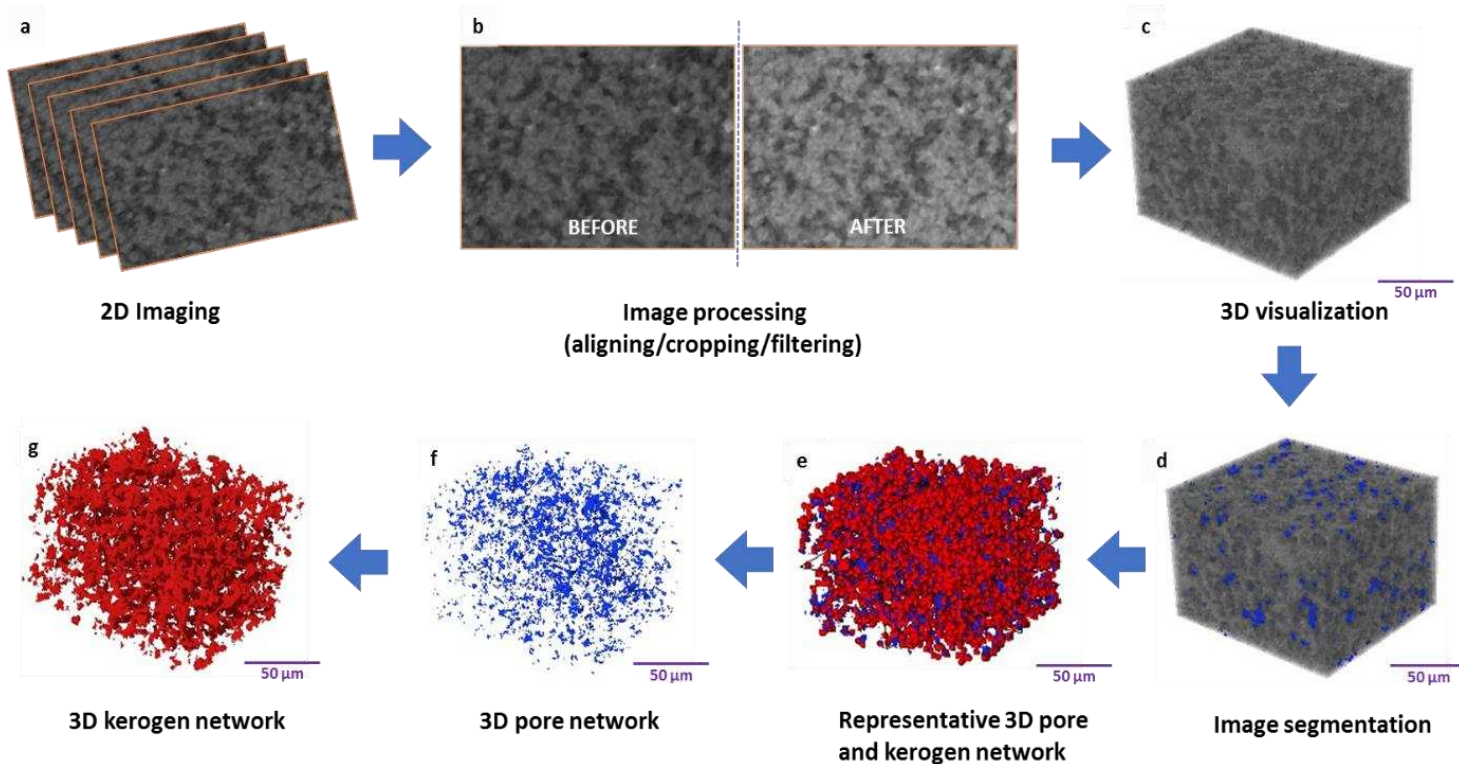 a
b
c
BEFORE
AFTER
50 µm
2D Imaging
Image processing
(aligning/cropping/filtering)
3D visualization
g
f
e
d
50 µm
50 µm
50 µm
50 µm
3D kerogen network
3D pore network
Representative 3D pore
and kerogen network
Image segmentation